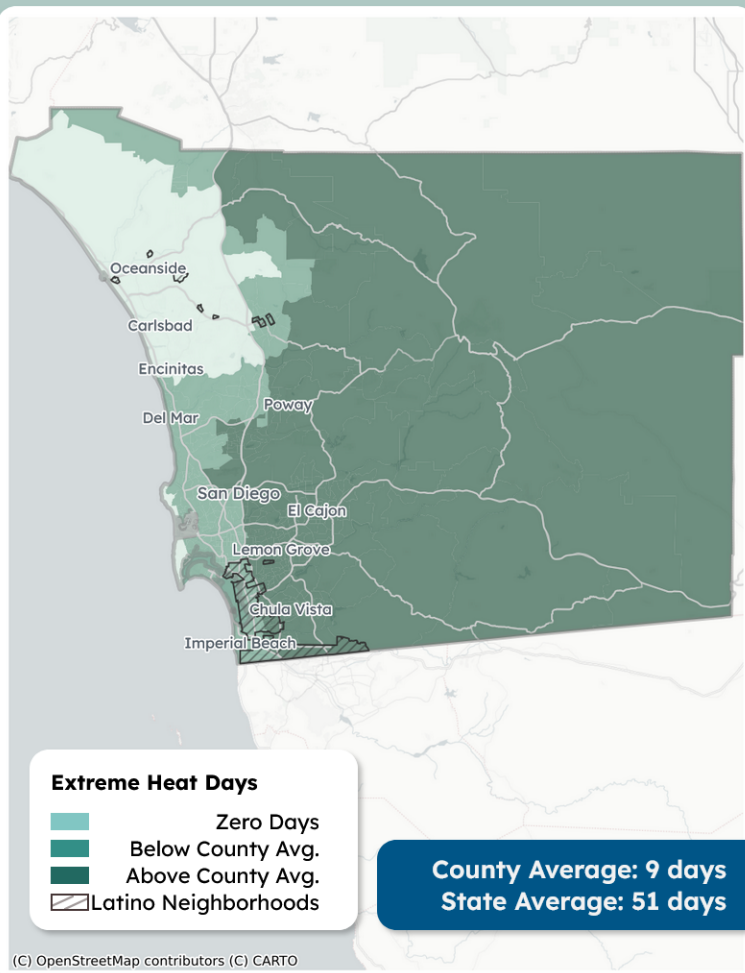 Oceanside
Carlsbad
Encinitas
Del Mar
Poway
San Diego
El Cajon
Lemon Grove
Chula Vista
Imperial Beach
Extreme Heat Days
Zero Days
Below County Avg.
Above County Avg.
Latino Neighborhoods
County Average: 9 days
State Average: 51 days
(C) OpenStreetMap contributors (C) CARTO